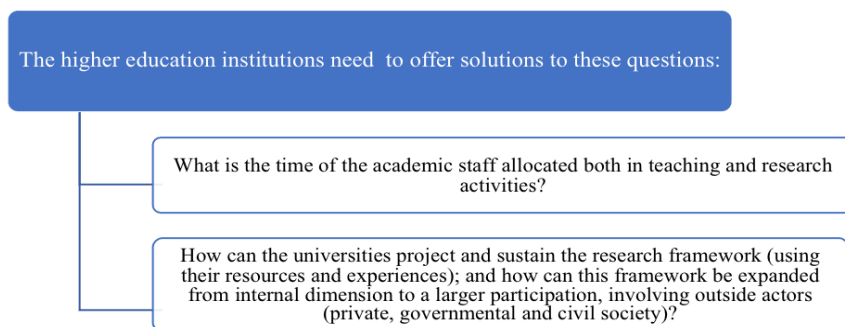 The higher education institutions need  to offer solutions to these questions:
What is the time of the academic staff allocated both in teaching and research
activities?
How can the universities project and sustain the research framework (using
their resources and experiences); and how can this framework be expanded
from internal dimension to a larger participation, involving outside actors
(private, governmental and civil society)?